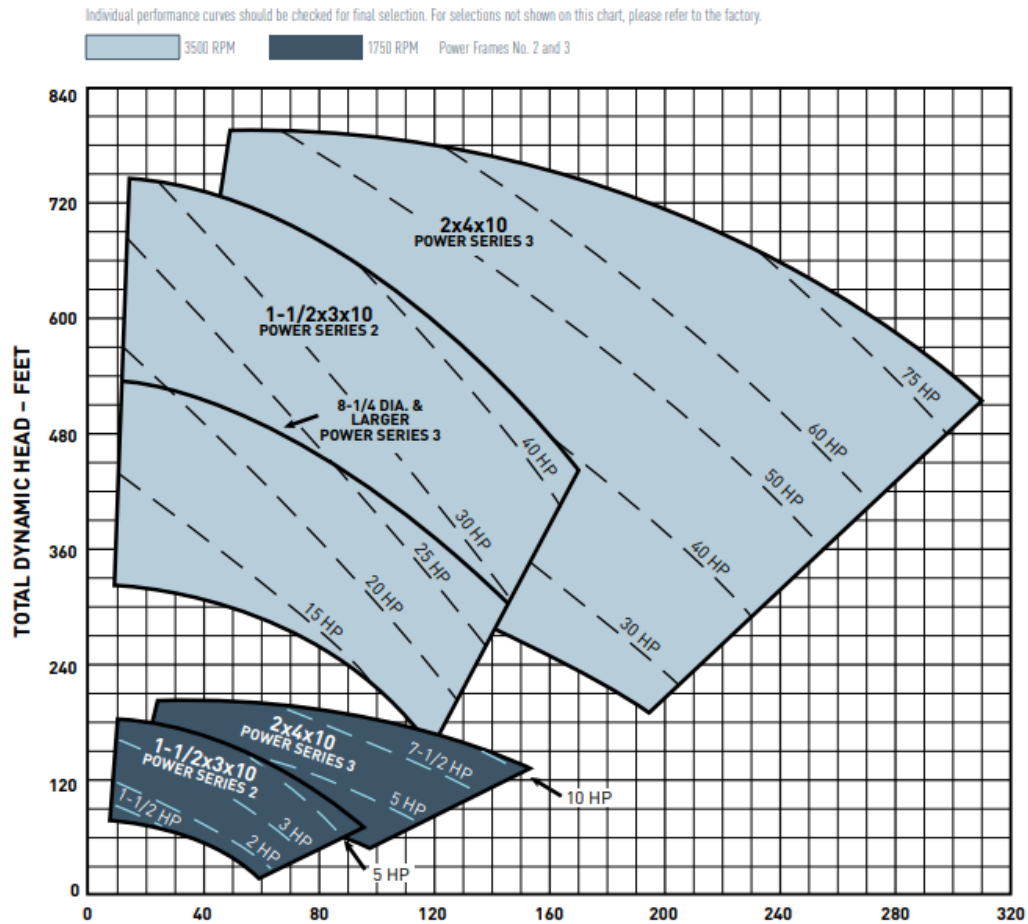 Individual performance curves should be checked for final selection. For selections not shown on this chart, please refer to the factory.
3500 RPM
1750 RPM
Power Frames No. 2 and 3
TOTAL DYNAMIC HEAD – FEET
840
720
600
480
360
240
120
0
2x4x10
POWER SERIES 3
1-1/2x3x10
POWER SERIES 2
8-1/4 DIA. &
LARGER
POWER SERIES 3
75 HP
60 HP
50 HP
40 HP
30 HP
40 HP
30 HP
25 HP
20 HP
15 HP
2x4x10
POWER SERIES 3
1-1/2x3x10
POWER SERIES 2
7-1/2 HP
5 HP
10 HP
1-1/2 HP
2 HP
3 HP
5 HP
0
40
80
120
160
200
240
280
320